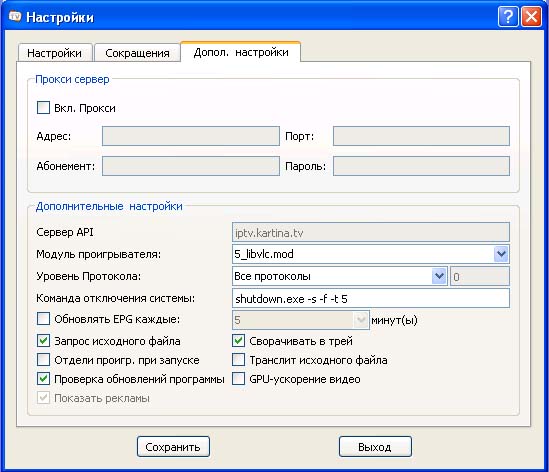 TV Настройки
Настройки Сокращения Допол. настройки
Прокси сервер
Вкл. Прокси
Адрес: Порт:
Абонемент: Пароль:
Дополнительные настройки
Сервер API iptv.kartina.tv
Модуль проигрывателя: 5_libvlc.mod
Уровень Протокола: Все протоколы 0
Команда отключения системы: shutdown.exe -s -f -t 5
Обновлять EPG каждые: 5 минут(ы)
Запрос исходного файла Сворачивать в трей
Отдели проигр. при запуске Транслит исходного файла
Проверка обновлений программы GPU-ускорение видео
Показать рекламы
Сохранить Выход